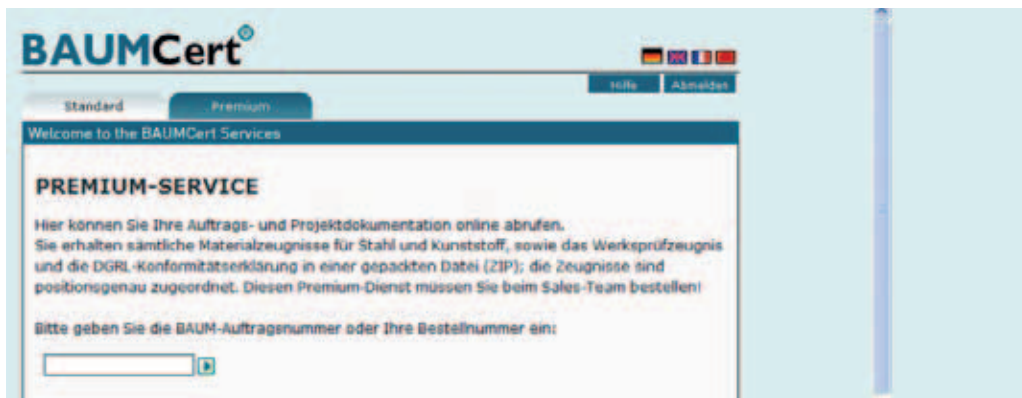 BAUMCert
Hilfe Abmelden
Standard Premium
Welcome to the BAUMCert Services
PREMIUM-SERVICE
Hier können Sie Ihre Auftrags- und Projektdokumentation online abrufen.
Sie erhalten sämtliche Materialzeugnisse für Stahl und Kunststoff, sowie das Werksprüfzeugnis
und die DGRL-Konformitätserklärung in einer gepackten Datei (ZIP); die Zeugnisse sind
positionsgenau zugeordnet. Diesen Premium-Dienst müssen Sie beim Sales-Team bestellen!
Bitte geben Sie die BAUM-Auftragsnummer oder Ihre Bestellnummer ein: